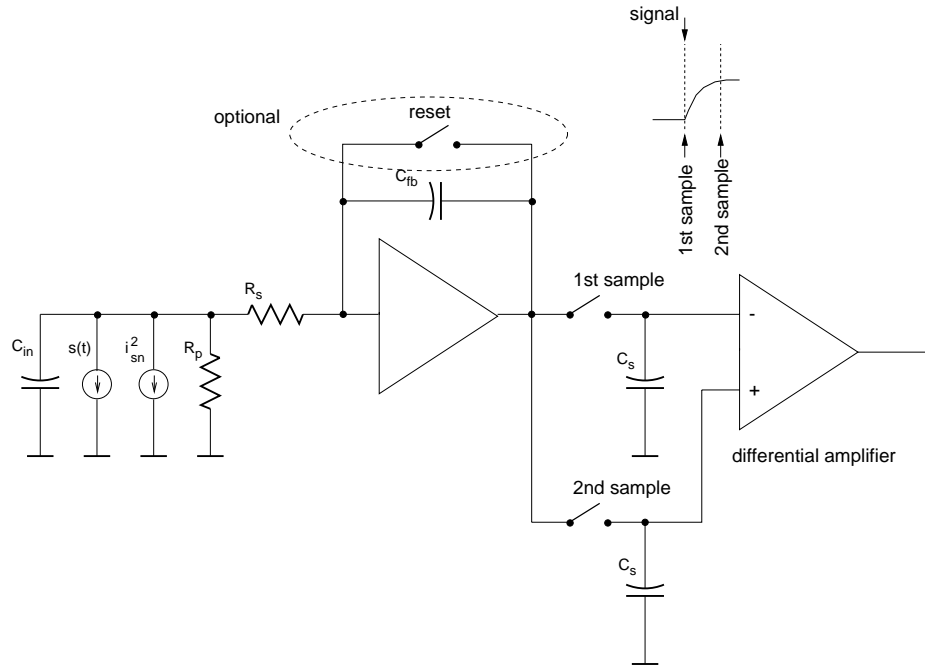 signal
optional
reset
C_fb
1st sample
2nd sample
R_s
1st sample
C_in
s(t)
i_sn^2
R_p
C_s
-
+
differential amplifier
2nd sample
C_s